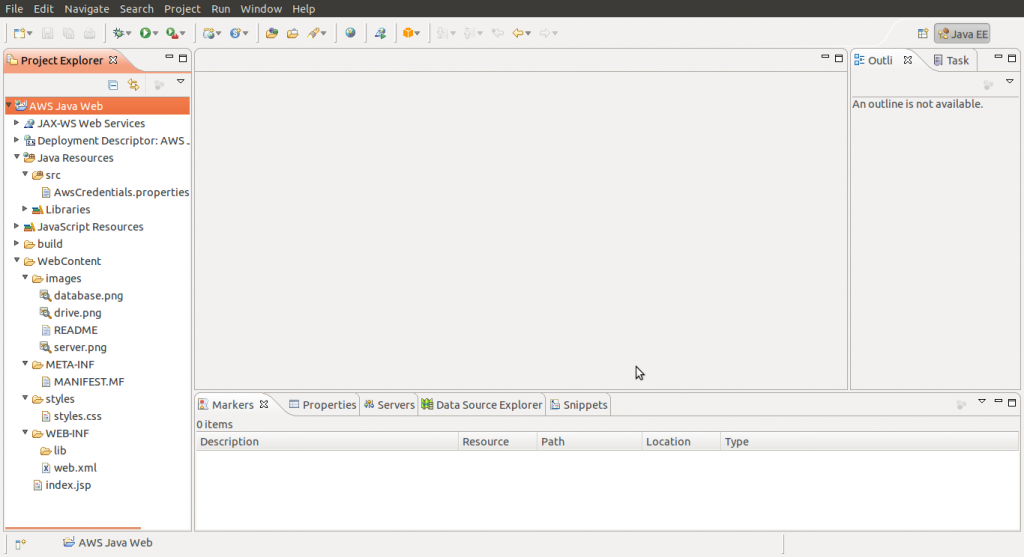 File Edit Navigate Search Project Run Window Help
Java EE
Project Explorer
Outli Task
AWS Java Web
An outline is not available.
JAX-WS Web Services
Deployment Descriptor: AWS .
Java Resources
src
AwsCredentials.properties
Libraries
JavaScript Resources
build
WebContent
images
database.png
drive.png
README
server.png
META-INF
MANIFEST.MF
styles
styles.css
WEB-INF
lib
web.xml
index.jsp
Markers Properties Servers Data Source Explorer Snippets
0 items
Description Resource Path Location Type
AWS Java Web